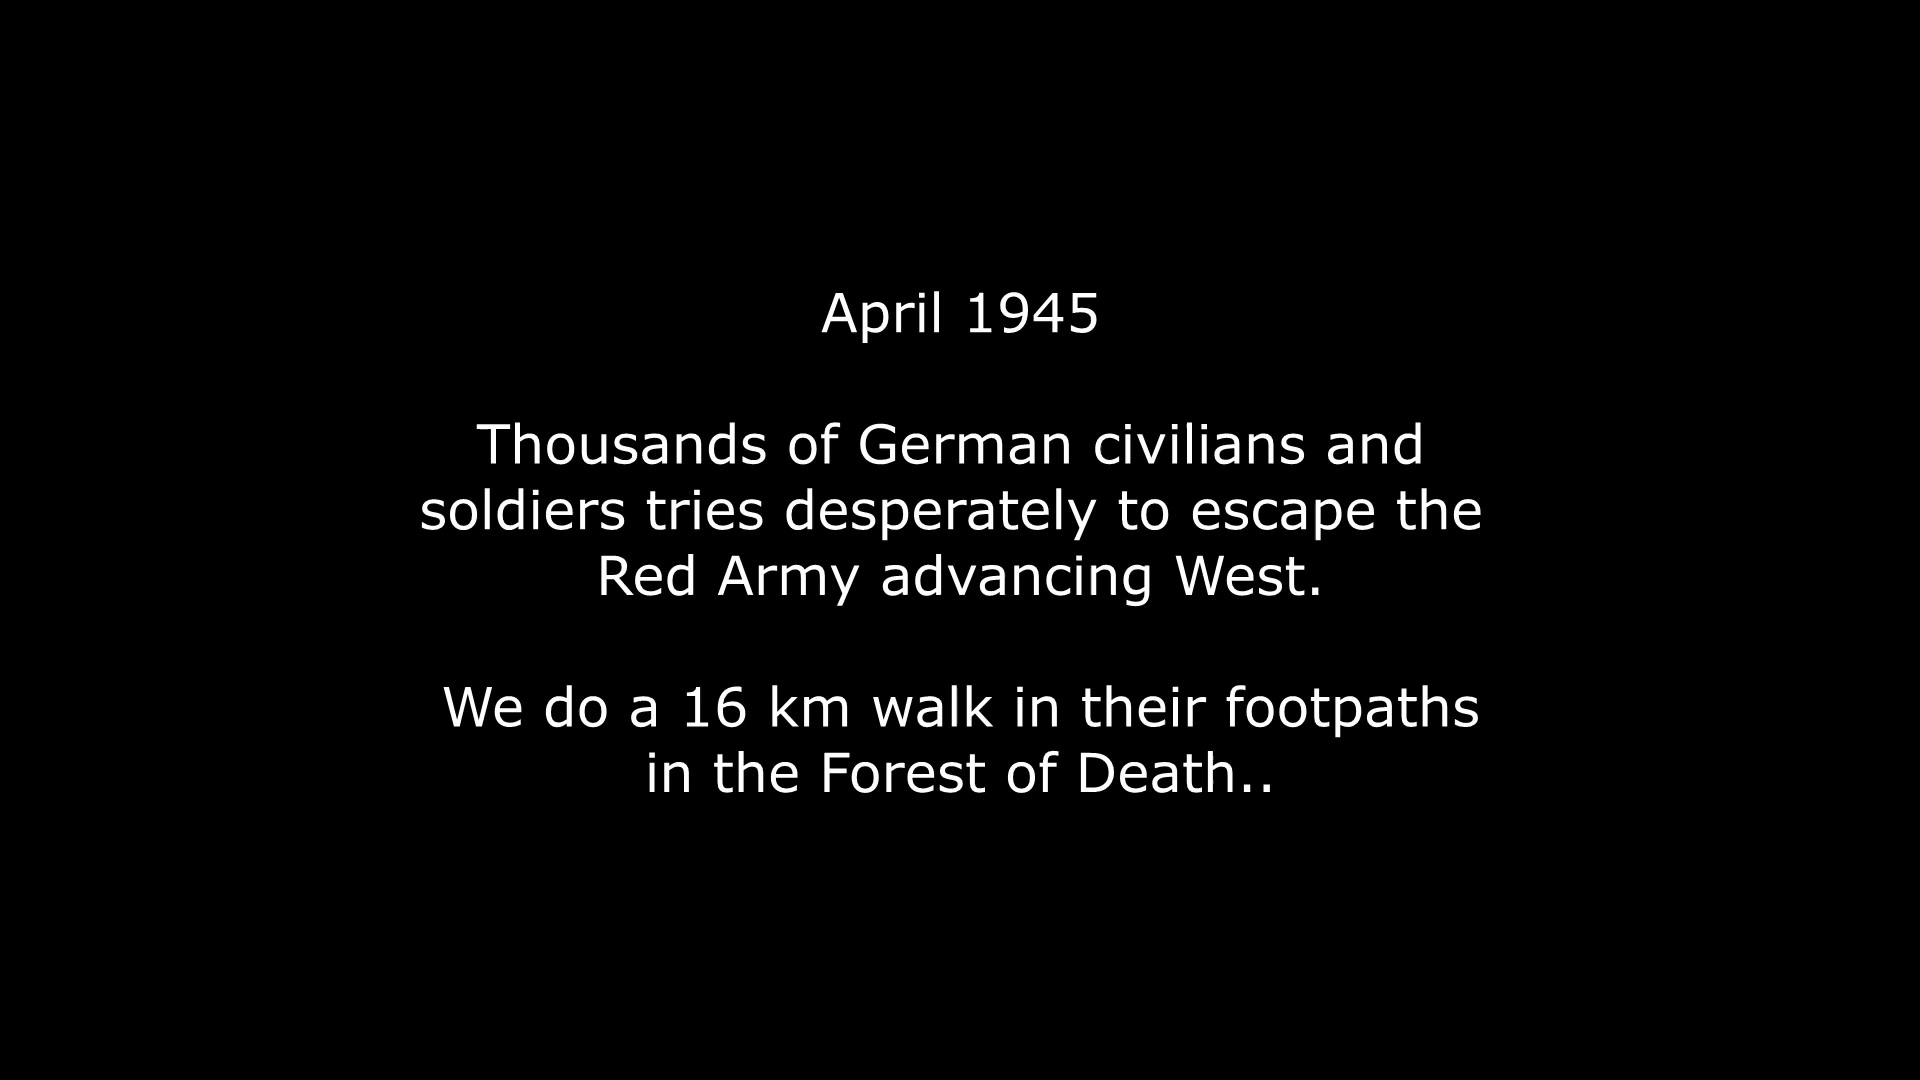 April 1945
Thousands of German civilians and
soldiers tries desperately to escape the
Red Army advancing West.
We do a 16 km walk in their footpaths
in the Forest of Death..